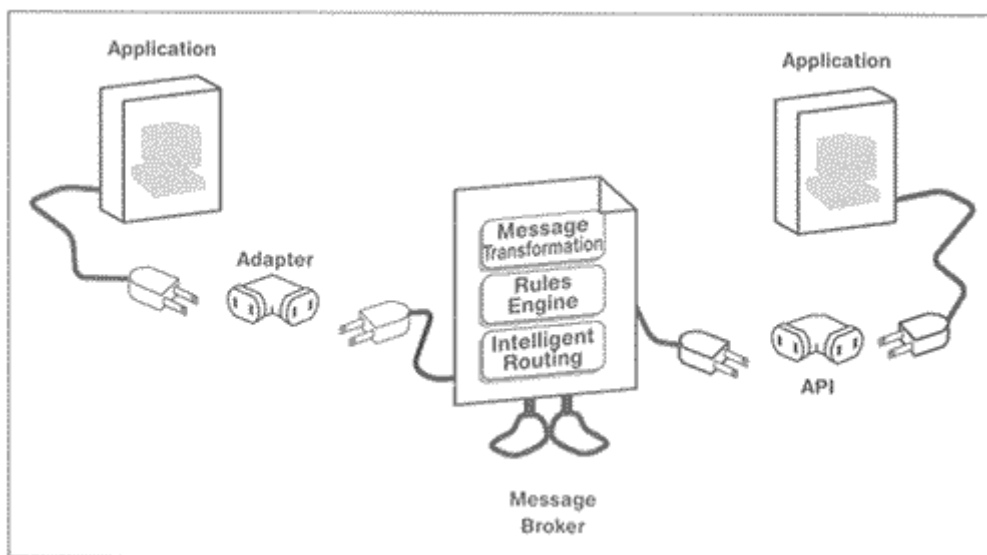 Application
Application
Adapter
Message
Transformation
Rules
Engine
Intelligent
Routing
API
Message
Broker